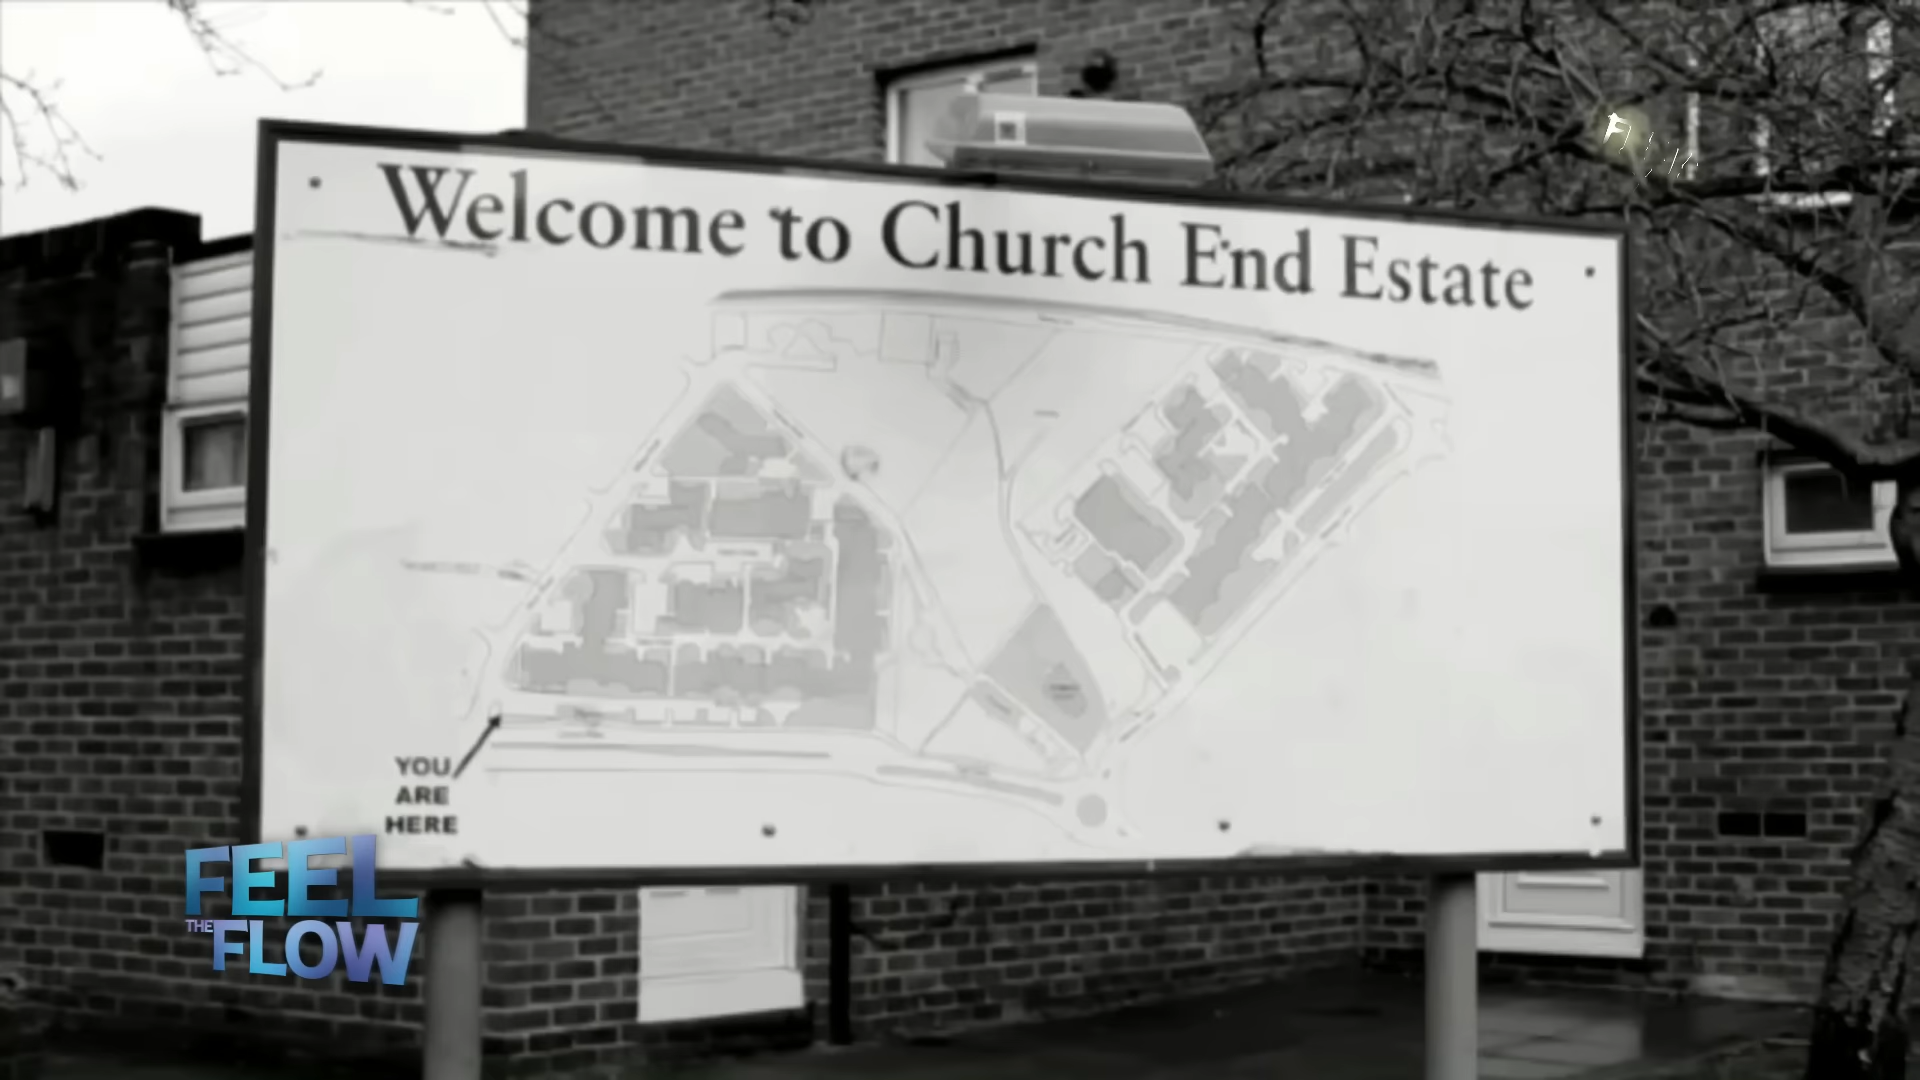 Welcome to Church End Estate
YOU
ARE
HERE
FEEL
THE
FLOW